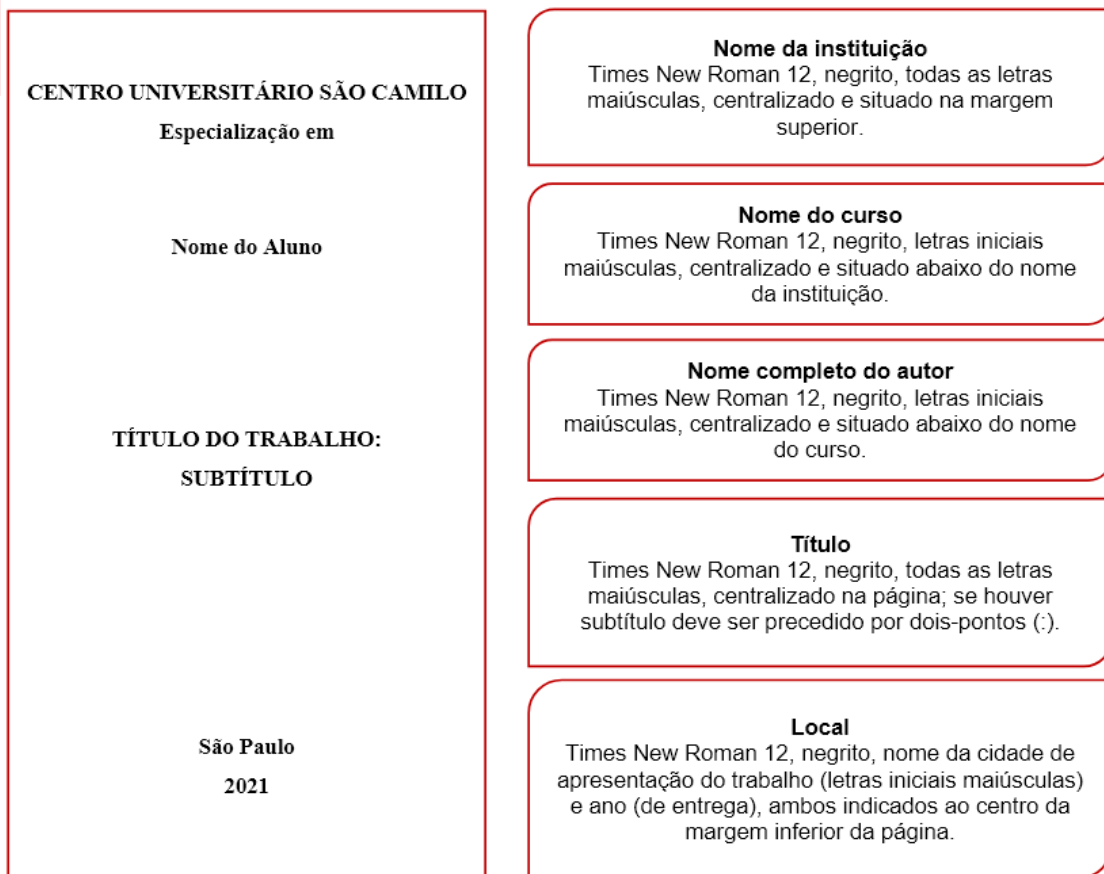 CENTRO UNIVERSITÁRIO SÃO CAMILO
Especialização em
Nome do Aluno
TÍTULO DO TRABALHO:
SUBTÍTULO
São Paulo
2021
Nome da instituição
Times New Roman 12, negrito, todas as letras
maiúsculas, centralizado e situado na margem
superior.
Nome do curso
Times New Roman 12, negrito, letras iniciais
maiúsculas, centralizado e situado abaixo do nome
da instituição.
Nome completo do autor
Times New Roman 12, negrito, letras iniciais
maiúsculas, centralizado e situado abaixo do nome
do curso.
Título
Times New Roman 12, negrito, todas as letras
maiúsculas, centralizado na página; se houver
subtítulo deve ser precedido por dois-pontos (:).
Local
Times New Roman 12, negrito, nome da cidade de
apresentação do trabalho (letras iniciais maiúsculas)
e ano (de entrega), ambos indicados ao centro da
margem inferior da página.